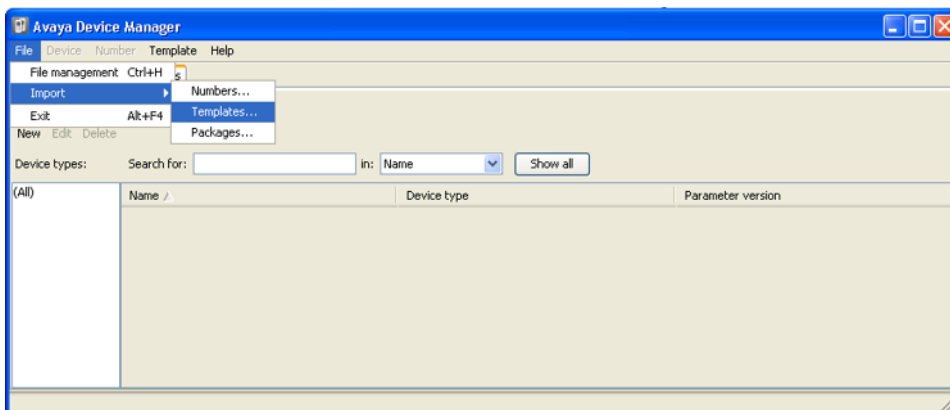 Avaya Device Manager
File Device Number Template Help
File management Ctrl+H s
Import Numbers...
Templates...
Exit Alt+F4
Packages...
New Edit Delete
Device types: Search for: in: Name Show all
(All) Name Device type Parameter version